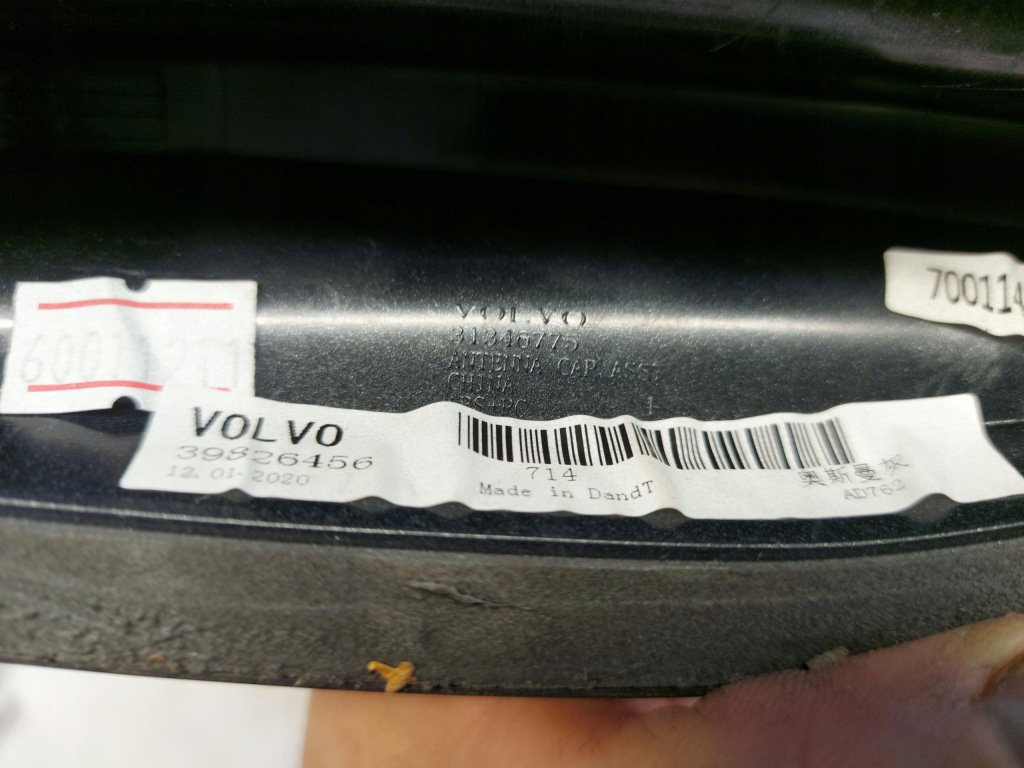 700114
VOLVO
31346775
ANTENNA CAP ASSY
CHINA
1
VOLVO
39826456
12. 01. 2020
714
Made in DandT
奥斯曼灰
AD762